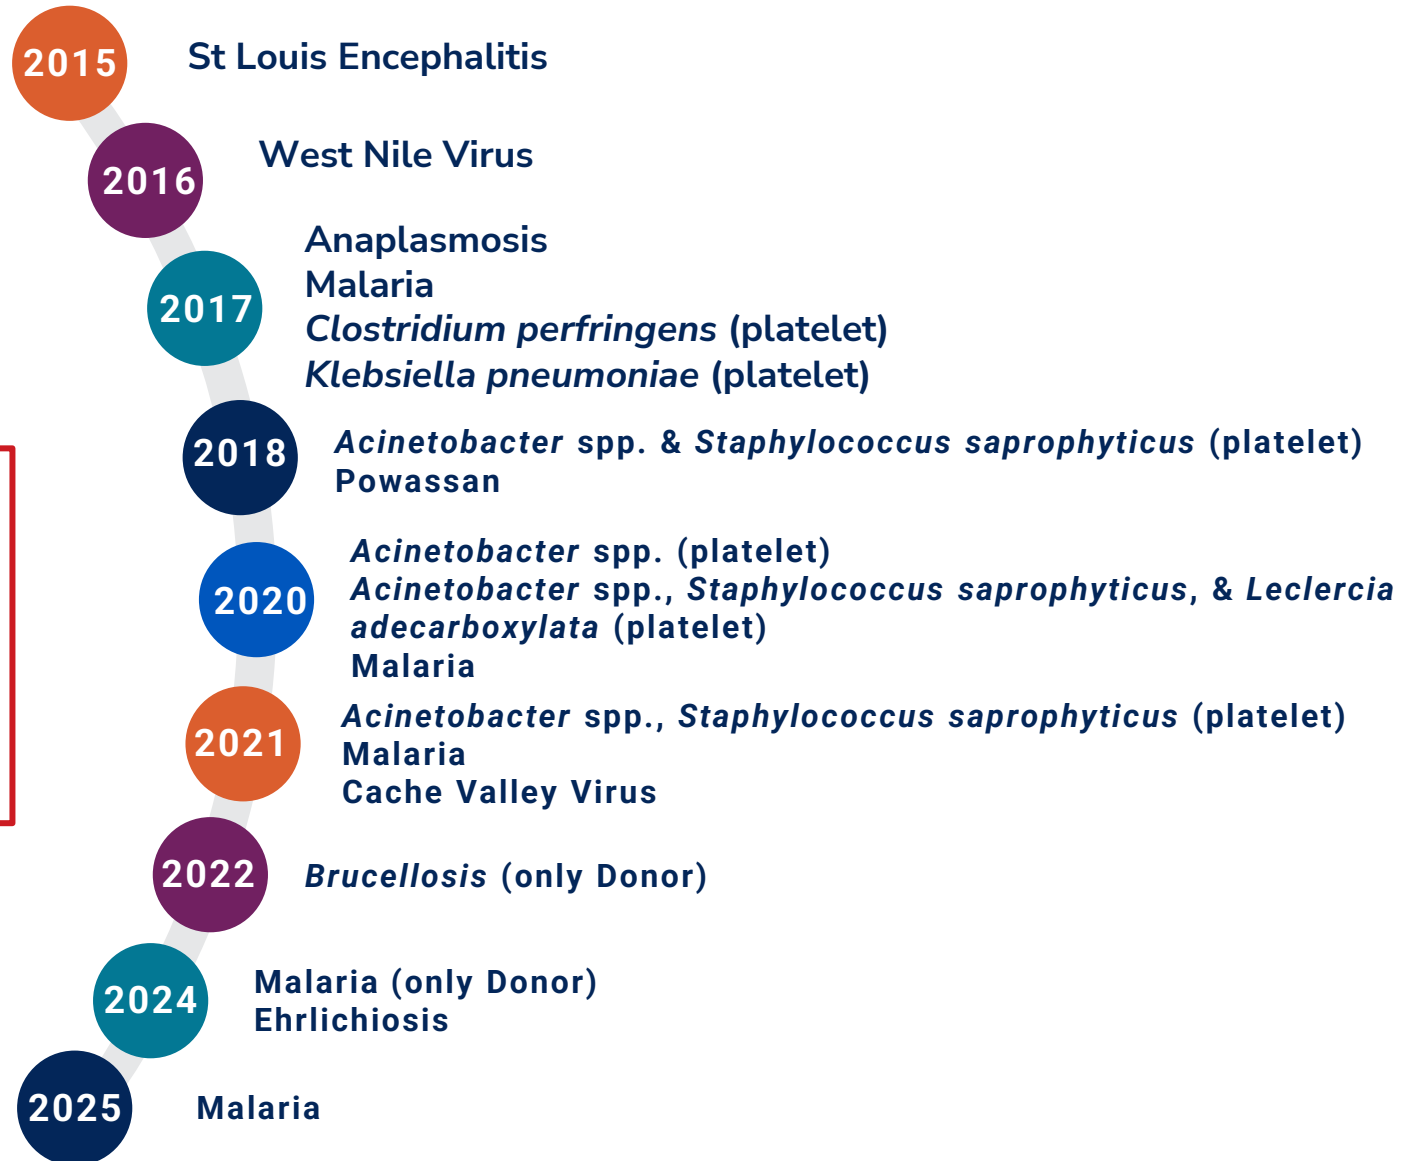 2015
St Louis Encephalitis
2016
West Nile Virus
2017
Anaplasmosis
Malaria
Clostridium perfringens (platelet)
Klebsiella pneumoniae (platelet)
2018
Acinetobacter spp. & Staphylococcus saprophyticus (platelet)
Powassan
2020
Acinetobacter spp. (platelet)
Acinetobacter spp., Staphylococcus saprophyticus, & Leclercia
adecarboxylata (platelet)
Malaria
2021
Acinetobacter spp., Staphylococcus saprophyticus (platelet)
Malaria
Cache Valley Virus
2022
Brucellosis (only Donor)
2024
Malaria (only Donor)
Ehrlichiosis
2025
Malaria